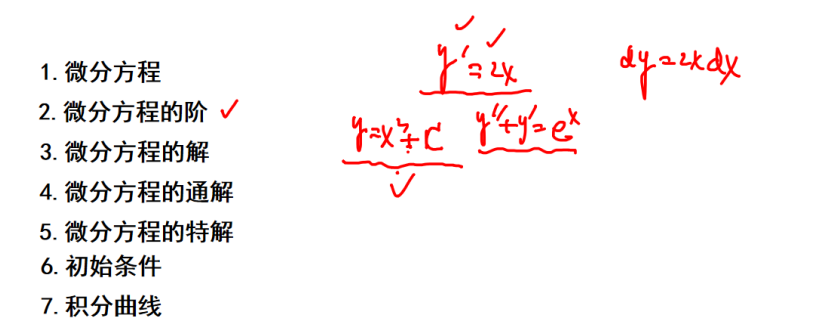 1. 微分方程
2. 微分方程的阶 ✓
3. 微分方程的解
4. 微分方程的通解
5. 微分方程的特解
6. 初始条件
7. 积分曲线
y'=2x
dy=2xdx
y=x²+C
y''+y'=e^x